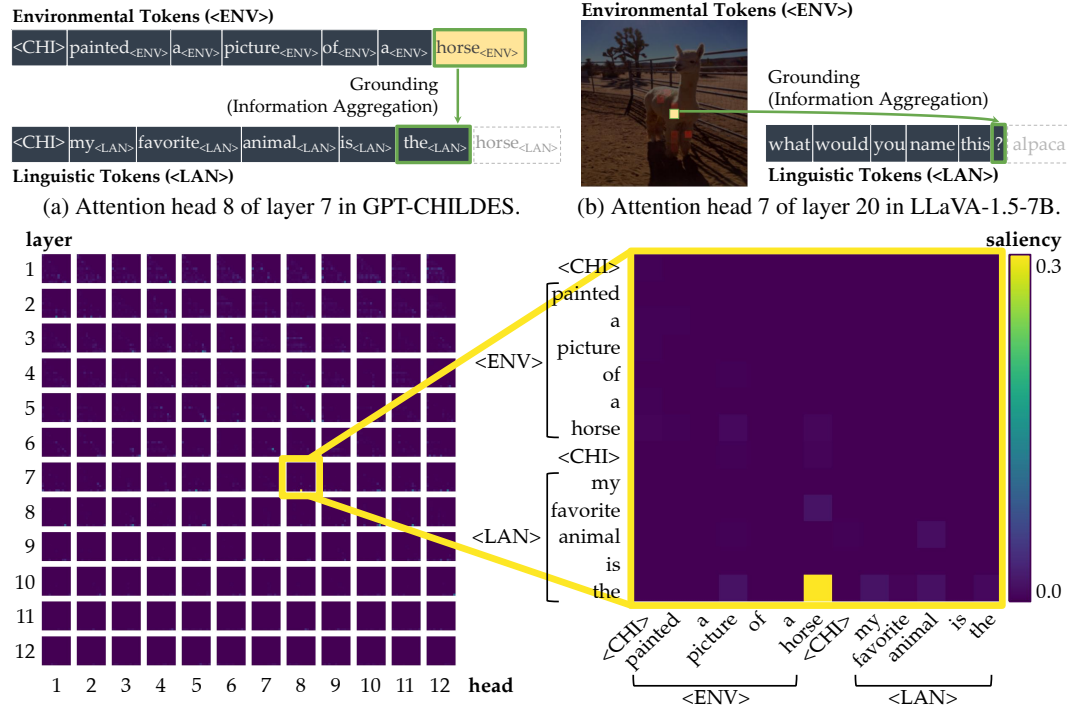 Environmental Tokens (<ENV>)
<CHI> painted<ENV> a<ENV> picture<ENV> of<ENV> a<ENV> horse<ENV>
Grounding
(Information Aggregation)
<CHI> my<LAN> favorite<LAN> animal<LAN> is<LAN> the<LAN> horse<LAN>
Linguistic Tokens (<LAN>)
(a) Attention head 8 of layer 7 in GPT-CHILDES.
Environmental Tokens (<ENV>)
Grounding
(Information Aggregation)
what would you name this ? alpaca
Linguistic Tokens (<LAN>)
(b) Attention head 7 of layer 20 in LLaVA-1.5-7B.
layer
1
2
3
4
5
6
7
8
9
10
11
12
1 2 3 4 5 6 7 8 9 10 11 12 head
saliency
0.3
0.0
<ENV>
<CHI>
painted
a
picture
of
a
horse
<LAN>
<CHI>
my
favorite
animal
is
the
<CHI> painted a picture of a horse <CHI> my favorite animal is the
<ENV> <LAN>